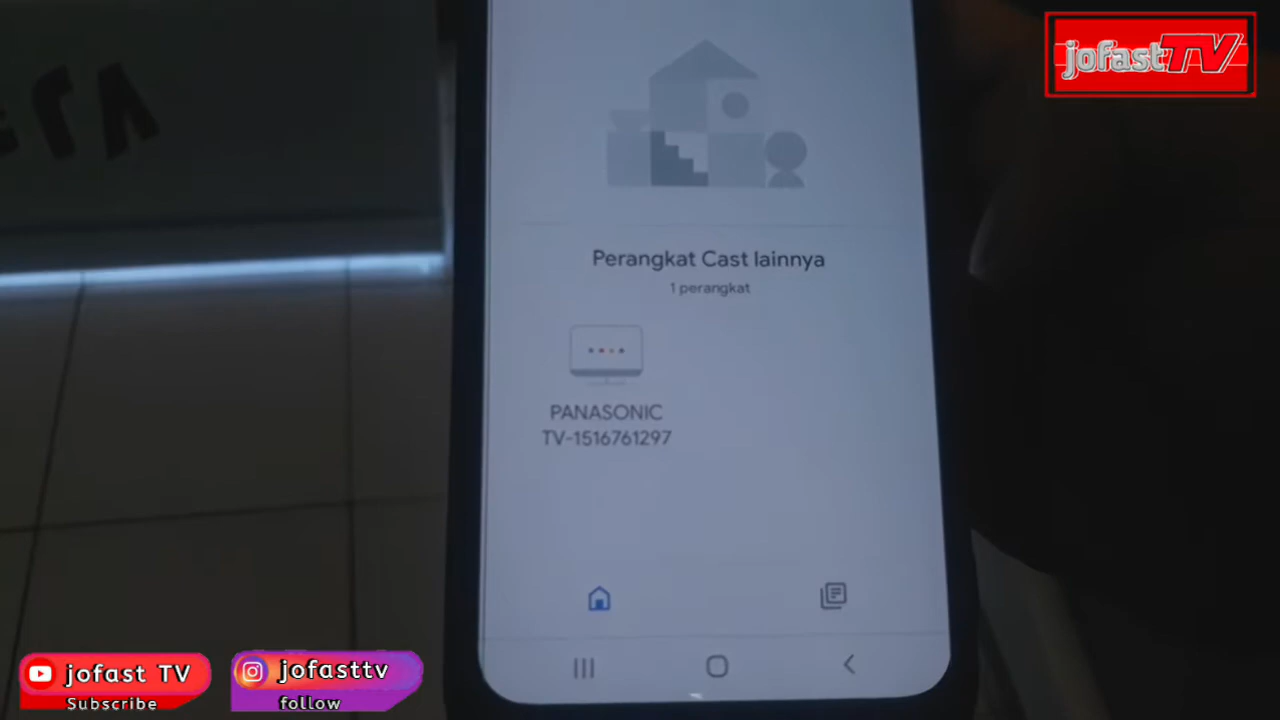 jofastTV
Perangkat Cast lainnya
1 perangkat
PANASONIC
TV-1516761297
jofast TV
Subscribe
jofasttv
follow